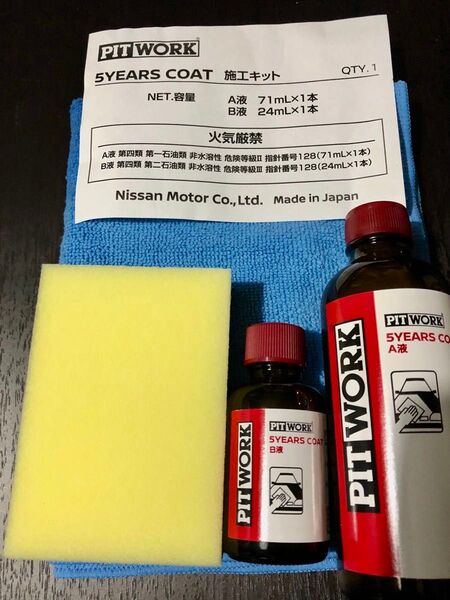 PITWORK
5YEARS COAT 施工キット QTY.1
NET.容量 A液 71mL×1本
B液 24mL×1本
火気厳禁
A液 第四類 第一石油類 非水溶性 危険等級Ⅱ 指針番号128(71mL×1本)
B液 第四類 第二石油類 非水溶性 危険等級Ⅲ 指針番号128(24mL×1本)
Nissan Motor Co.,Ltd. Made in Japan
PITWORK
PITWORK
5YEARS COAT
B液
PITWORK
PITWORK
5YEARS CO
A液